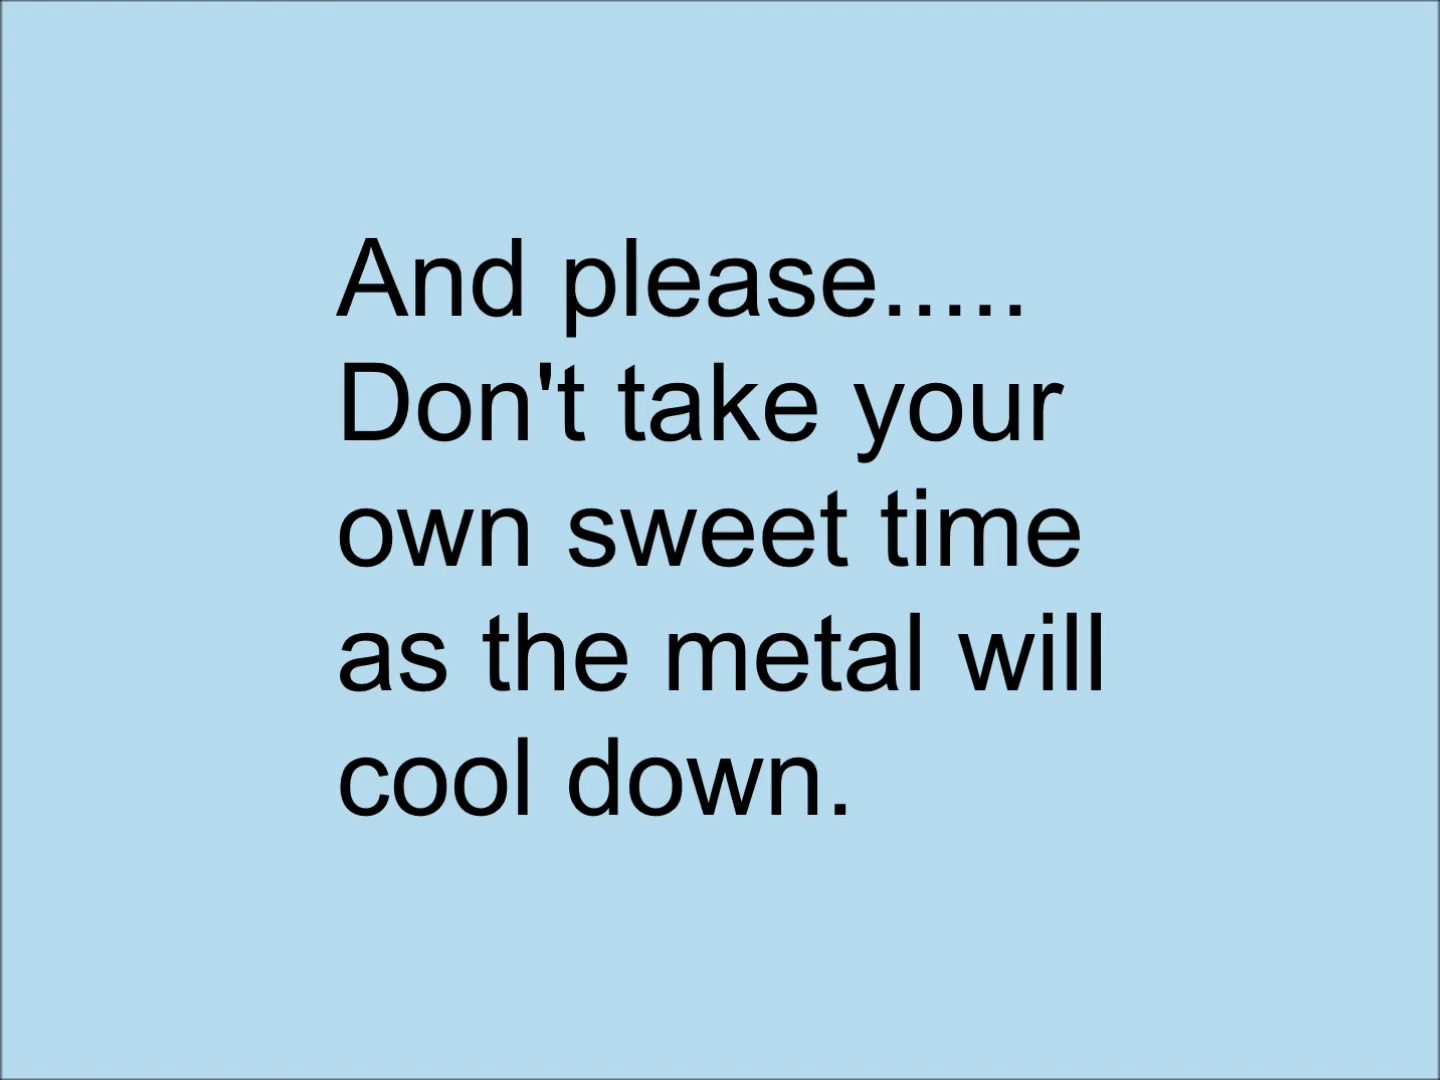 And please.....
Don't take your
own sweet time
as the metal will
cool down.